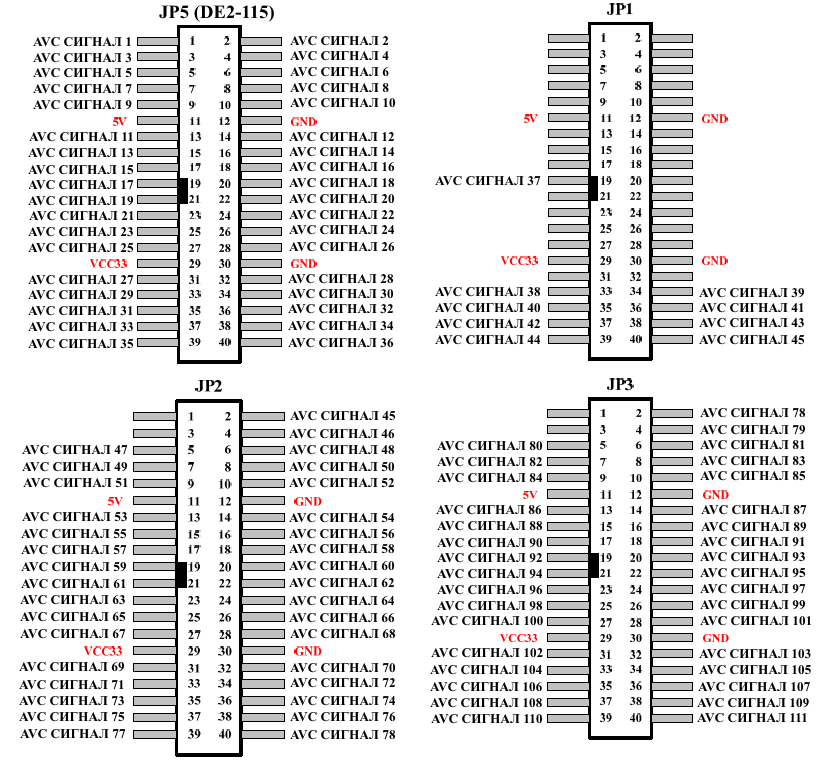 JP5 (DE2-115)
AVC СИГНАЛ 1 1 2 AVC СИГНАЛ 2
AVC СИГНАЛ 3 3 4 AVC СИГНАЛ 4
AVC СИГНАЛ 5 5 6 AVC СИГНАЛ 6
AVC СИГНАЛ 7 7 8 AVC СИГНАЛ 8
AVC СИГНАЛ 9 9 10 AVC СИГНАЛ 10
5V 11 12 GND
AVC СИГНАЛ 11 13 14 AVC СИГНАЛ 12
AVC СИГНАЛ 13 15 16 AVC СИГНАЛ 14
AVC СИГНАЛ 15 17 18 AVC СИГНАЛ 16
AVC СИГНАЛ 17 19 20 AVC СИГНАЛ 18
AVC СИГНАЛ 19 21 22 AVC СИГНАЛ 20
AVC СИГНАЛ 21 23 24 AVC СИГНАЛ 22
AVC СИГНАЛ 23 25 26 AVC СИГНАЛ 24
AVC СИГНАЛ 25 27 28 AVC СИГНАЛ 26
VCC33 29 30 GND
AVC СИГНАЛ 27 31 32 AVC СИГНАЛ 28
AVC СИГНАЛ 29 33 34 AVC СИГНАЛ 30
AVC СИГНАЛ 31 35 36 AVC СИГНАЛ 32
AVC СИГНАЛ 33 37 38 AVC СИГНАЛ 34
AVC СИГНАЛ 35 39 40 AVC СИГНАЛ 36
JP1
1 2
3 4
5 6
7 8
9 10
5V 11 12 GND
13 14
15 16
17 18
AVC СИГНАЛ 37 19 20
21 22
23 24
25 26
27 28
VCC33 29 30 GND
31 32
AVC СИГНАЛ 38 33 34 AVC СИГНАЛ 39
AVC СИГНАЛ 40 35 36 AVC СИГНАЛ 41
AVC СИГНАЛ 42 37 38 AVC СИГНАЛ 43
AVC СИГНАЛ 44 39 40 AVC СИГНАЛ 45
JP2
1 2 AVC СИГНАЛ 45
3 4 AVC СИГНАЛ 46
AVC СИГНАЛ 47 5 6 AVC СИГНАЛ 48
AVC СИГНАЛ 49 7 8 AVC СИГНАЛ 50
AVC СИГНАЛ 51 9 10 AVC СИГНАЛ 52
5V 11 12 GND
AVC СИГНАЛ 53 13 14 AVC СИГНАЛ 54
AVC СИГНАЛ 55 15 16 AVC СИГНАЛ 56
AVC СИГНАЛ 57 17 18 AVC СИГНАЛ 58
AVC СИГНАЛ 59 19 20 AVC СИГНАЛ 60
AVC СИГНАЛ 61 21 22 AVC СИГНАЛ 62
AVC СИГНАЛ 63 23 24 AVC СИГНАЛ 64
AVC СИГНАЛ 65 25 26 AVC СИГНАЛ 66
AVC СИГНАЛ 67 27 28 AVC СИГНАЛ 68
VCC33 29 30 GND
AVC СИГНАЛ 69 31 32 AVC СИГНАЛ 70
AVC СИГНАЛ 71 33 34 AVC СИГНАЛ 72
AVC СИГНАЛ 73 35 36 AVC СИГНАЛ 74
AVC СИГНАЛ 75 37 38 AVC СИГНАЛ 76
AVC СИГНАЛ 77 39 40 AVC СИГНАЛ 78
JP3
1 2 AVC СИГНАЛ 78
3 4 AVC СИГНАЛ 79
AVC СИГНАЛ 80 5 6 AVC СИГНАЛ 81
AVC СИГНАЛ 82 7 8 AVC СИГНАЛ 83
AVC СИГНАЛ 84 9 10 AVC СИГНАЛ 85
5V 11 12 GND
AVC СИГНАЛ 86 13 14 AVC СИГНАЛ 87
AVC СИГНАЛ 88 15 16 AVC СИГНАЛ 89
AVC СИГНАЛ 90 17 18 AVC СИГНАЛ 91
AVC СИГНАЛ 92 19 20 AVC СИГНАЛ 93
AVC СИГНАЛ 94 21 22 AVC СИГНАЛ 95
AVC СИГНАЛ 96 23 24 AVC СИГНАЛ 97
AVC СИГНАЛ 98 25 26 AVC СИГНАЛ 99
AVC СИГНАЛ 100 27 28 AVC СИГНАЛ 101
VCC33 29 30 GND
AVC СИГНАЛ 102 31 32 AVC СИГНАЛ 103
AVC СИГНАЛ 104 33 34 AVC СИГНАЛ 105
AVC СИГНАЛ 106 35 36 AVC СИГНАЛ 107
AVC СИГНАЛ 108 37 38 AVC СИГНАЛ 109
AVC СИГНАЛ 110 39 40 AVC СИГНАЛ 111